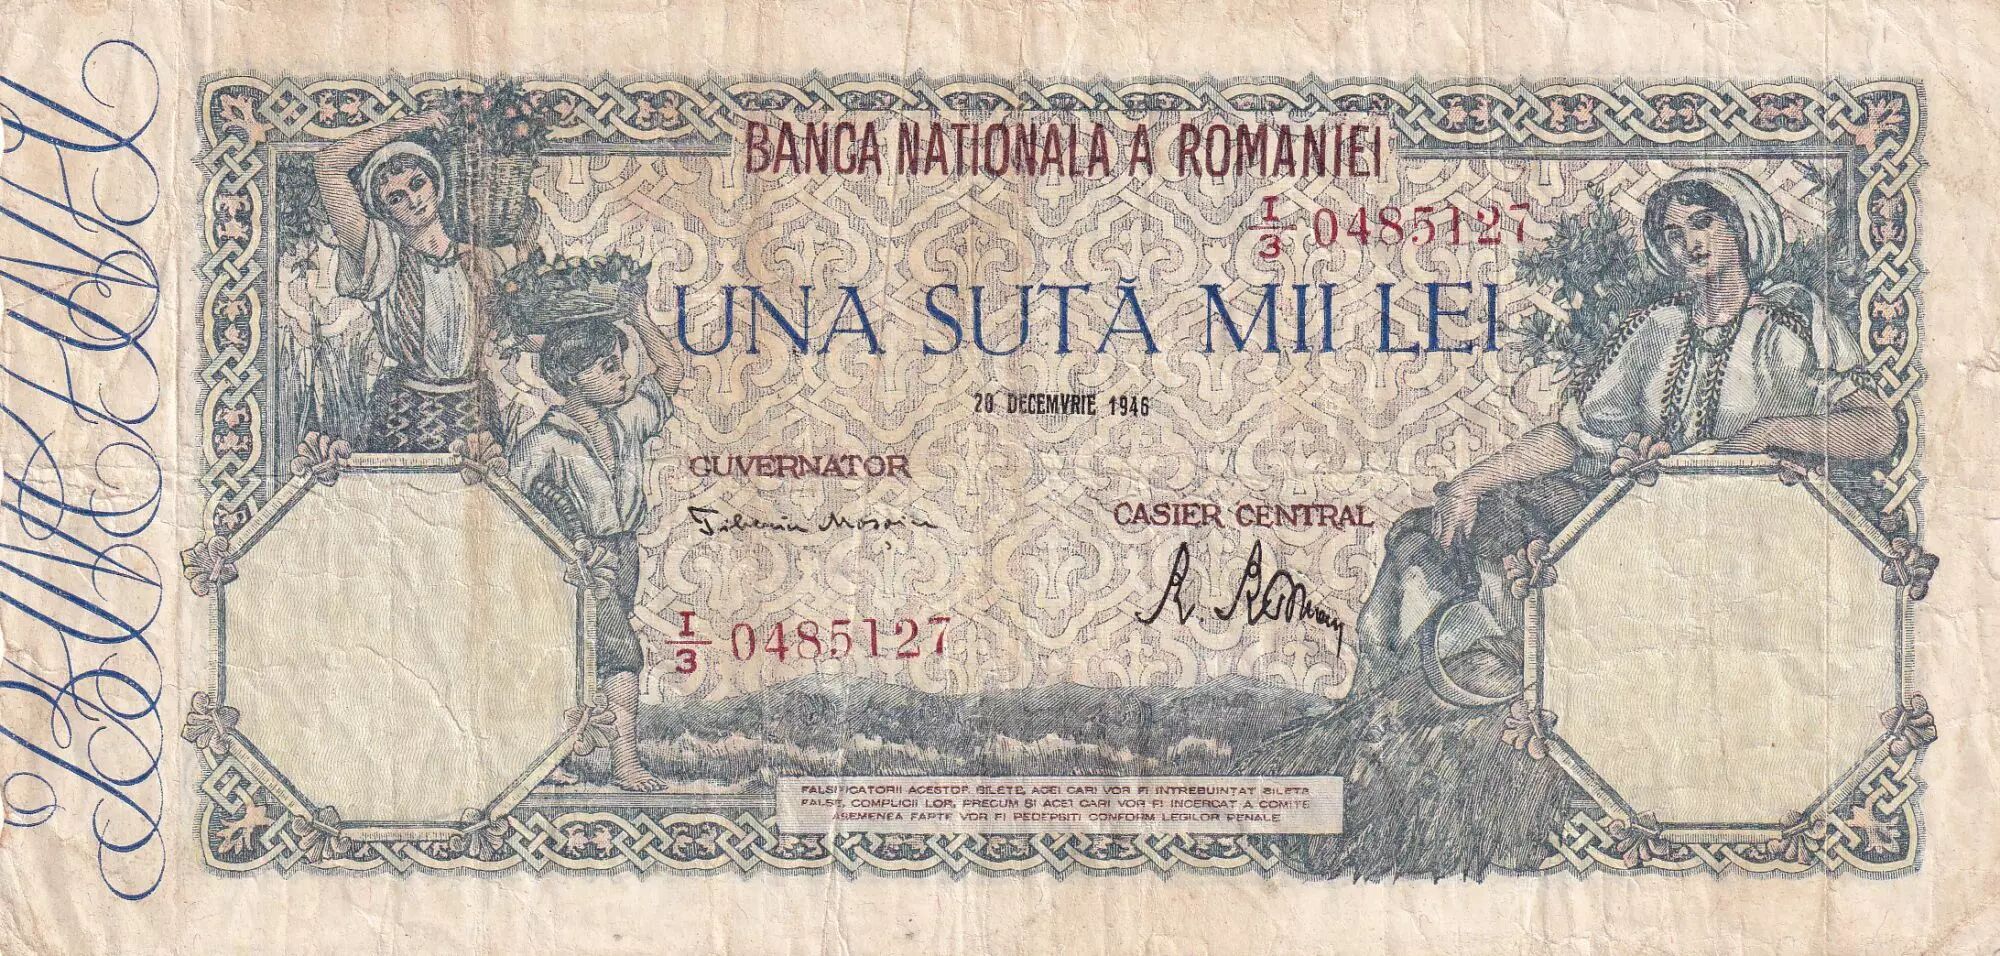 BANCA NATIONALA A ROMANIEI
I/3 0485127
UNA SUTĂ MII LEI
20 DECEMVRIE 1946
GUVERNATOR
CASIER CENTRAL
I/3 0485127
FALSIFICATORII ACESTOR BILETE, ACEI CARI VOR FI INTREBUINTAT BILETE
FALSE, COMPLICII LOR, PRECUM SI ACEI CARI VOR FI INCERCAT A COMITE
ASEMENEA FAPTE VOR FI PEDEPSITI CONFORM LEGILOR PENALE